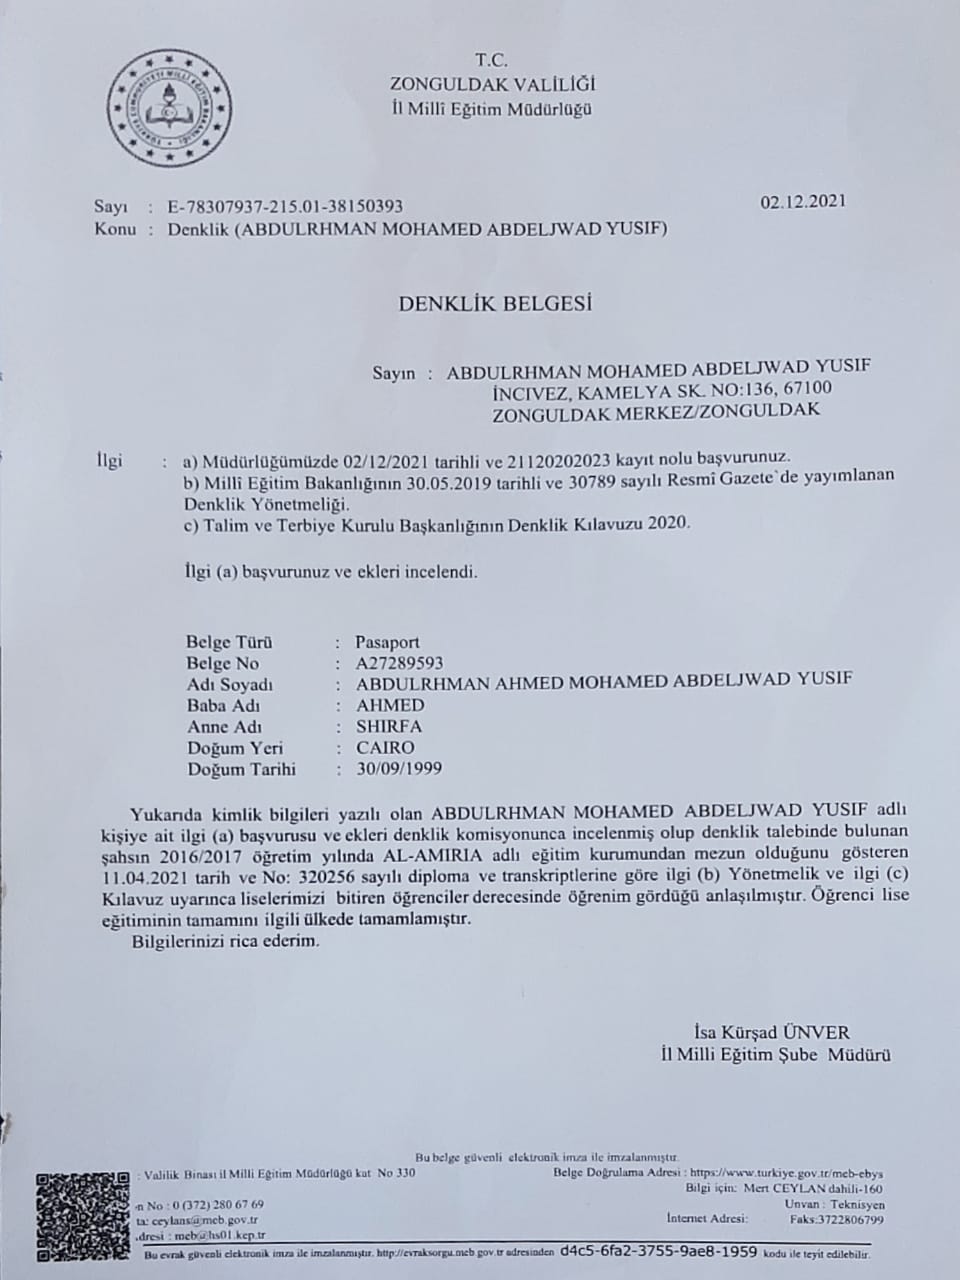 T.C.
ZONGULDAK VALİLİĞİ
İl Millî Eğitim Müdürlüğü
Sayı : E-78307937-215.01-38150393 02.12.2021
Konu : Denklik (ABDULRHMAN MOHAMED ABDELJWAD YUSIF)
DENKLİK BELGESİ
Sayın : ABDULRHMAN MOHAMED ABDELJWAD YUSIF
İNCIVEZ, KAMELYA SK. NO:136, 67100
ZONGULDAK MERKEZ/ZONGULDAK
İlgi : a) Müdürlüğümüzde 02/12/2021 tarihli ve 21120202023 kayıt nolu başvurunuz.
b) Millî Eğitim Bakanlığının 30.05.2019 tarihli ve 30789 sayılı Resmî Gazete`de yayımlanan
Denklik Yönetmeliği.
c) Talim ve Terbiye Kurulu Başkanlığının Denklik Kılavuzu 2020.
İlgi (a) başvurunuz ve ekleri incelendi.
Belge Türü : Pasaport
Belge No : A27289593
Adı Soyadı : ABDULRHMAN AHMED MOHAMED ABDELJWAD YUSIF
Baba Adı : AHMED
Anne Adı : SHIRFA
Doğum Yeri : CAIRO
Doğum Tarihi : 30/09/1999
Yukarıda kimlik bilgileri yazılı olan ABDULRHMAN MOHAMED ABDELJWAD YUSIF adlı
kişiye ait ilgi (a) başvurusu ve ekleri denklik komisyonunca incelenmiş olup denklik talebinde bulunan
şahsın 2016/2017 öğretim yılında AL-AMIRIA adlı eğitim kurumundan mezun olduğunu gösteren
11.04.2021 tarih ve No: 320256 sayılı diploma ve transkriptlerine göre ilgi (b) Yönetmelik ve ilgi (c)
Kılavuz uyarınca liselerimizi bitiren öğrenciler derecesinde öğrenim gördüğü anlaşılmıştır. Öğrenci lise
eğitiminin tamamını ilgili ülkede tamamlamıştır.
Bilgilerinizi rica ederim.
İsa Kürşad ÜNVER
İl Milli Eğitim Şube Müdürü
Bu belge güvenli elektronik imza ile imzalanmıştır.
: Valilik Binası il Milli Eğitim Müdürlüğü kat No 330 Belge Doğrulama Adresi : https://www.turkiye.gov.tr/meb-ebys
Bilgi için: Mert CEYLAN dahili-160
n No : 0 (372) 280 67 69 Unvan : Teknisyen
ta: ceylans@meb.gov.tr İnternet Adresi: Faks:3722806799
dresi : meb@hs01.kep.tr
Bu evrak güvenli elektronik imza ile imzalanmıştır. http://evraksorgu.meb.gov.tr adresinden d4c5-6fa2-3755-9ae8-1959 kodu ile teyit edilebilir.